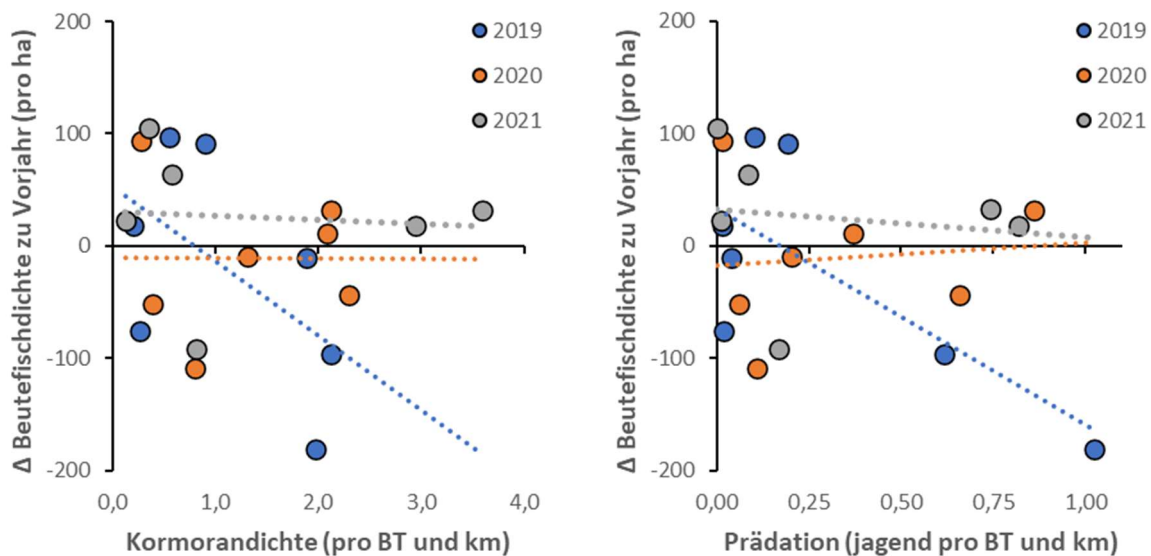 Δ Beutefischdichte zu Vorjahr (pro ha)
200
100
0
-100
-200
0,0 1,0 2,0 3,0 4,0
Kormorandichte (pro BT und km)
2019
2020
2021
Δ Beutefischdichte zu Vorjahr (pro ha)
200
100
0
-100
-200
0,00 0,25 0,50 0,75 1,00
Prädation (jagend pro BT und km)
2019
2020
2021